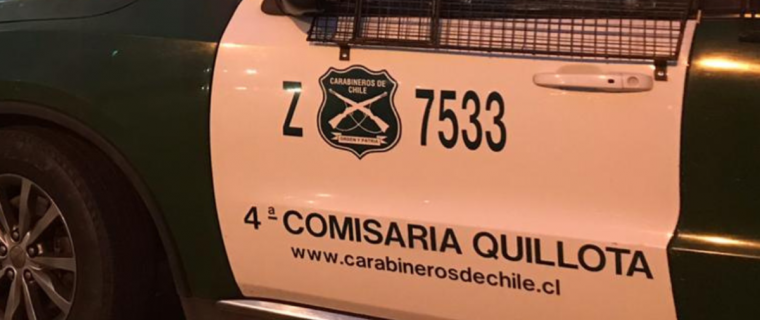 CARABINEROS DE
CHILE
ORDEN Y PATRIA
Z 7533
4ª COMISARIA QUILLOTA
www.carabinerosdechile.cl